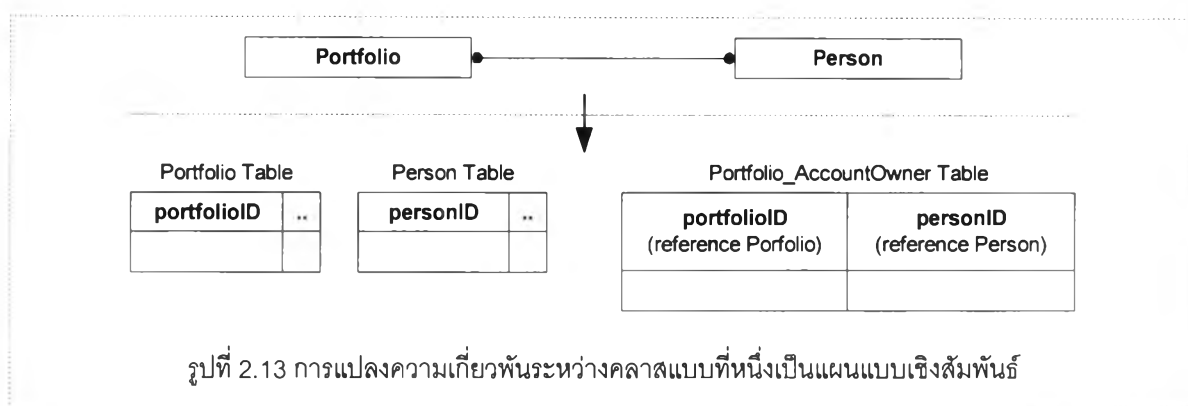 Portfolio Person
Portfolio Table Person Table Portfolio_AccountOwner Table
portfolioID .. personID .. portfolioID personID
(reference Porfolio) (reference Person)
รูปที่ 2.13 การแปลงความเกี่ยวพันระหว่างคลาสแบบที่หนึ่งเป็นแผนแบบเชิงสัมพันธ์